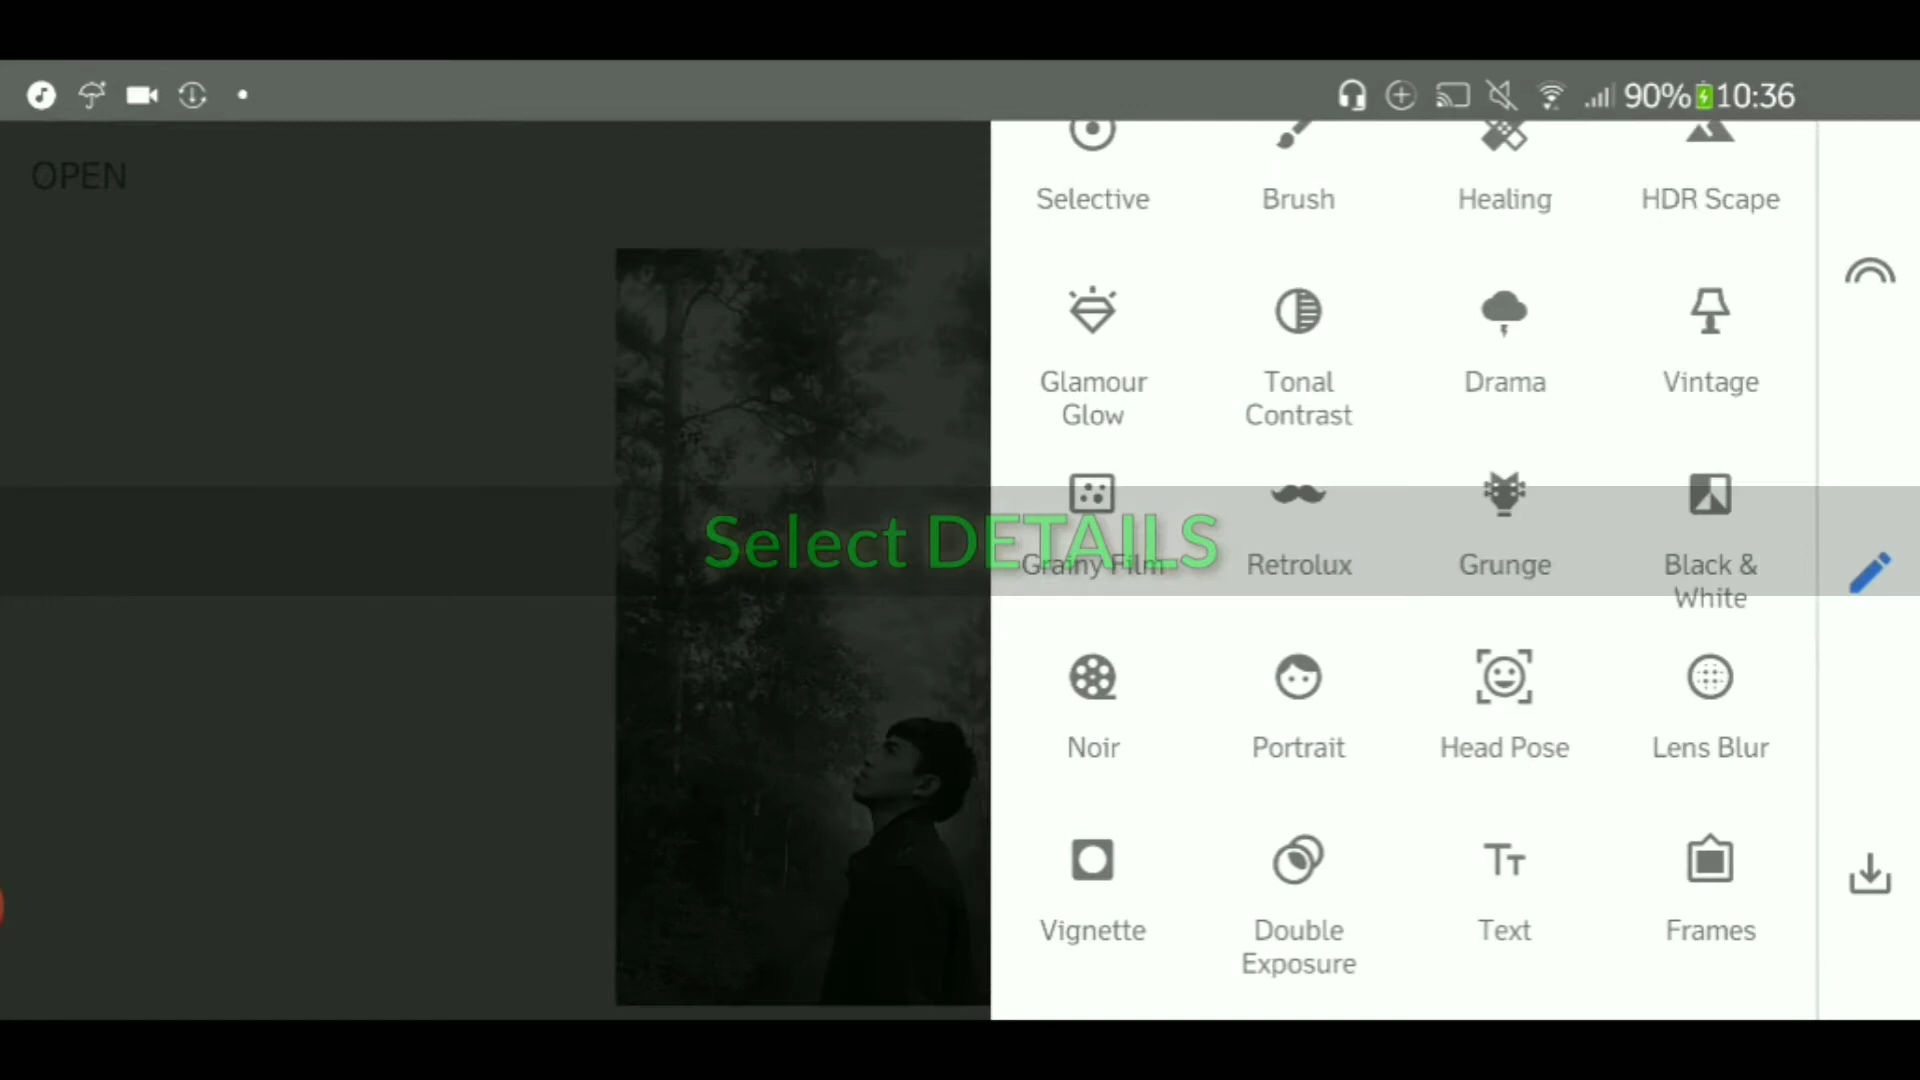 90% 10:36
OPEN
Selective Brush Healing HDR Scape
Glamour Glow
Tonal Contrast
Drama
Vintage
Select DETAILS
Grainy Film
Retrolux
Grunge
Black & White
Noir Portrait Head Pose Lens Blur
Vignette
Double Exposure
Text
Frames